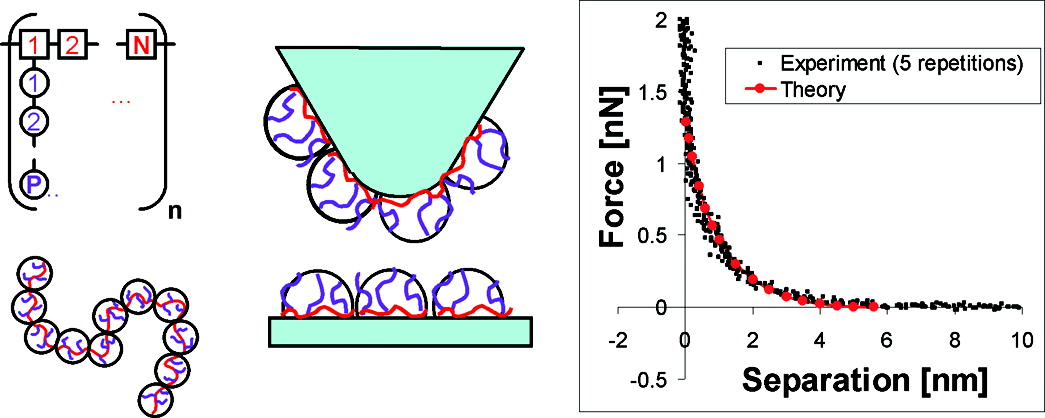 1 2 N
1
...
2
P ...
n
Force [nN]
2
1.5
1
0.5
0
-0.5
Experiment (5 repetitions)
Theory
-2 0 2 4 6 8 10
Separation [nm]